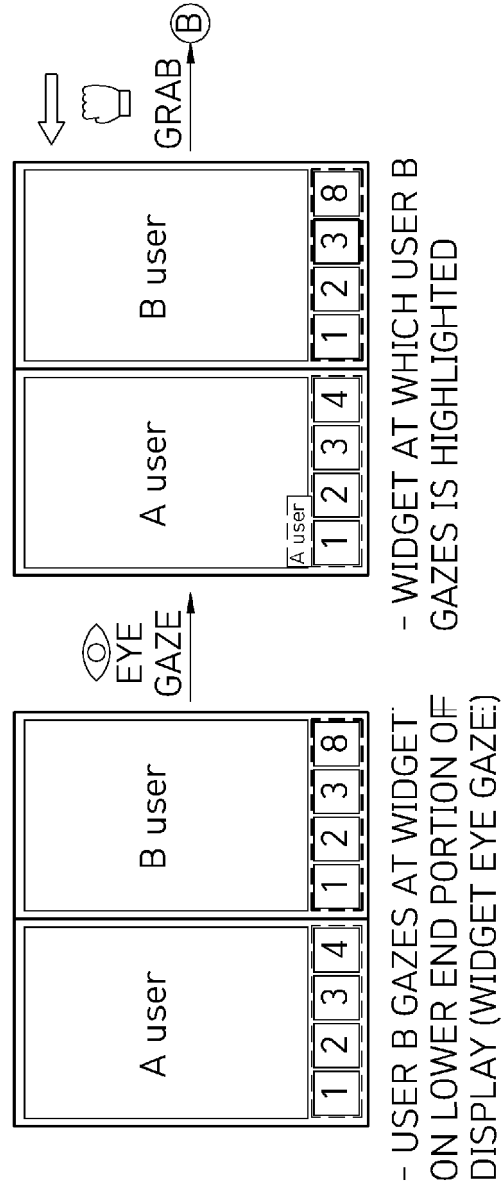 A user
B user
1 2 3 4
1 2 3 8
EYE
GAZE
A user
B user
A user
1 2 3 4
1 2 3 8
GRAB
B
- USER B GAZES AT WIDGET
ON LOWER END PORTION OF
DISPLAY (WIDGET EYE GAZE)
- WIDGET AT WHICH USER B
GAZES IS HIGHLIGHTED